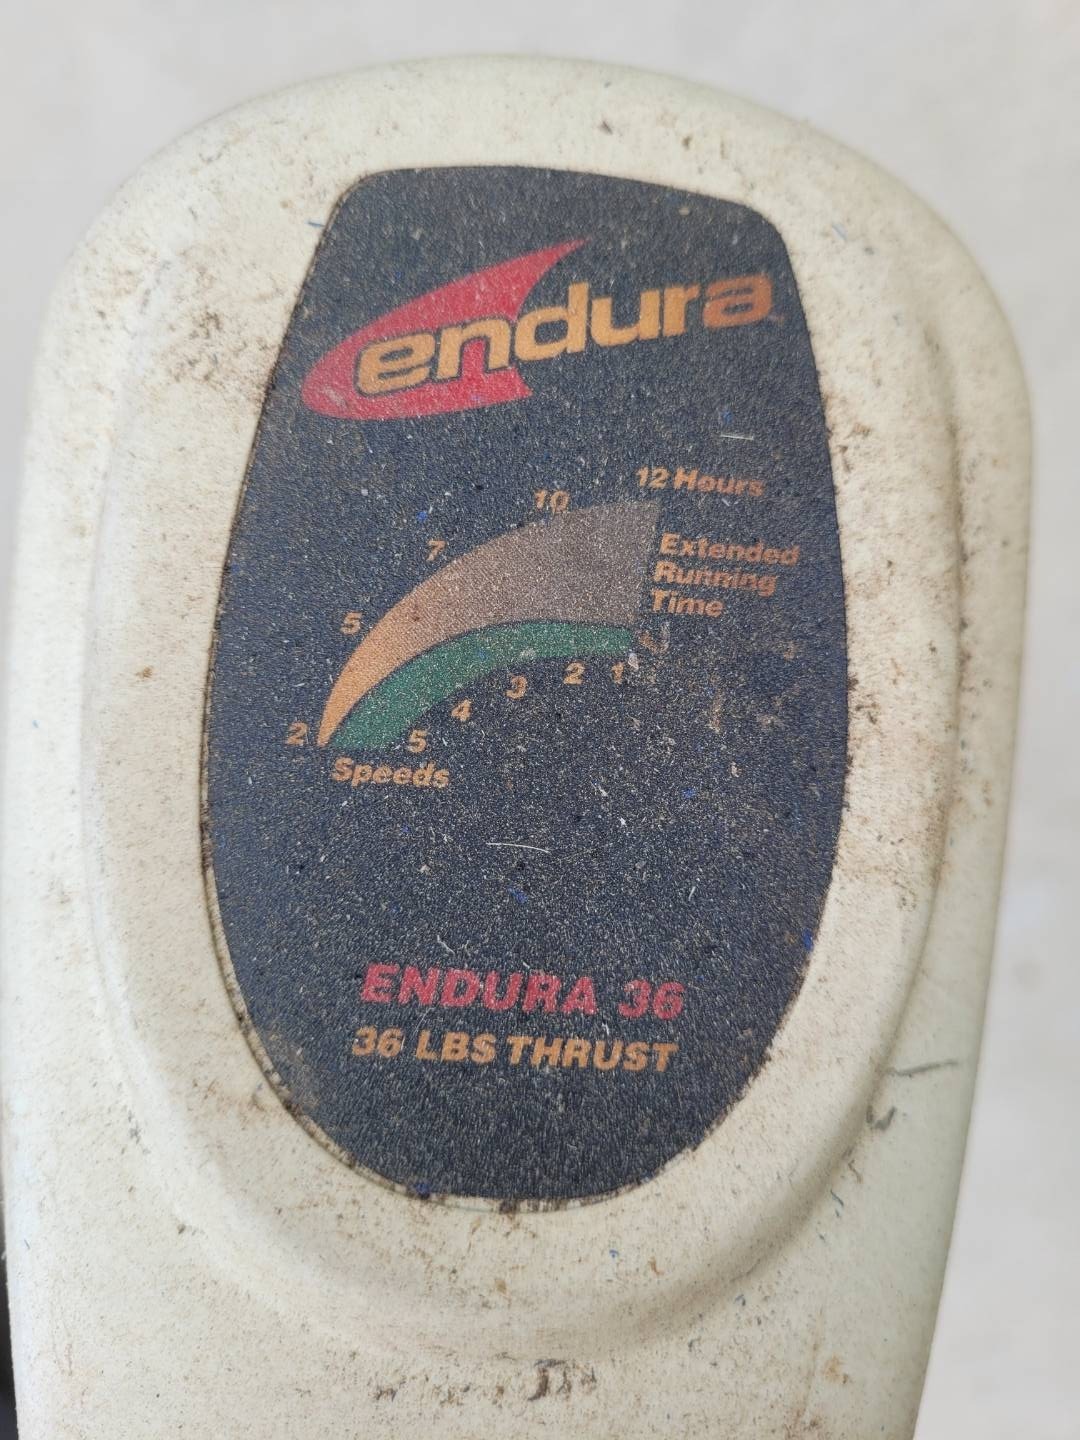 endura
12 Hours
10
7
5
2
Extended
Running
Time
1
2
3
4
5
Speeds
ENDURA 36
36 LBS THRUST